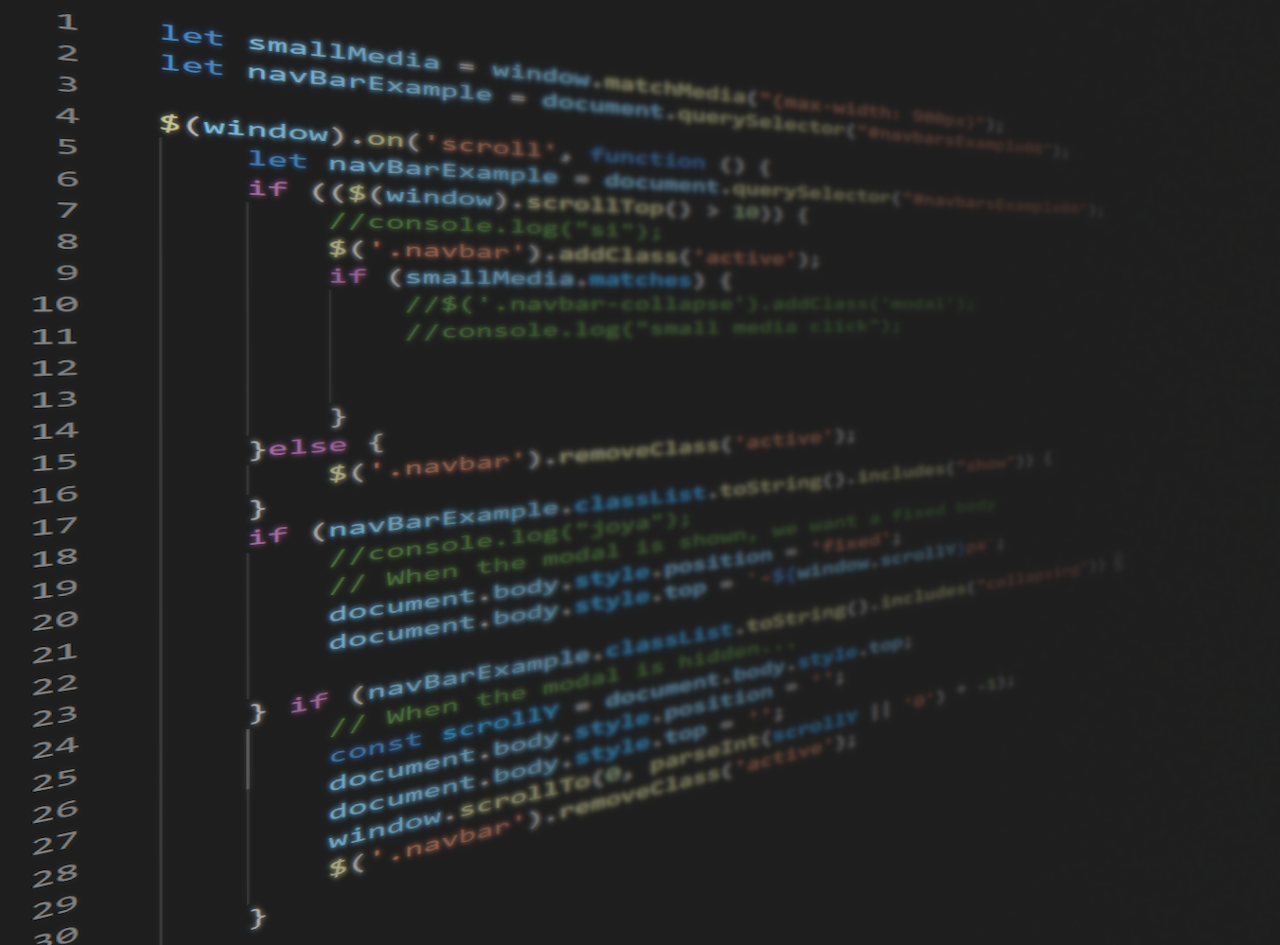 1 let smallMedia = window.matchMedia("(max-width:
2 let navBarExample = document.querySelector(
3
4 $(window).on('scroll', function () {
5 let navBarExample = document.querySelector(
6 if (($(window).scrollTop() > 10)) {
7 //console.log("si");
8 $('.navbar').addClass('active');
9 if (smallMedia.matches) {
10 //$('.navbar-collapse').addClass('modal');
11 //console.log("small media click");
12
13
14 }
15 }else {
16 $('.navbar').removeClass('active');
17 }
18 if (navBarExample.classList.toString().includes("show")) {
19 //console.log("joya");
20 // When the modal is shown, we want a fixed body
21 document.body.style.position = 'fixed';
22 document.body.style.top = `-${window.scrollY}px`;
23
24 } if (navBarExample.classList.toString().includes("collapsing")) {
25 // When the modal is hidden...
26 const scrollY = document.body.style.top;
27 document.body.style.position = '';
28 document.body.style.top = '';
29 window.scrollTo(0, parseInt(scrollY || '0') * -1);
30 $('.navbar').removeClass('active');
}